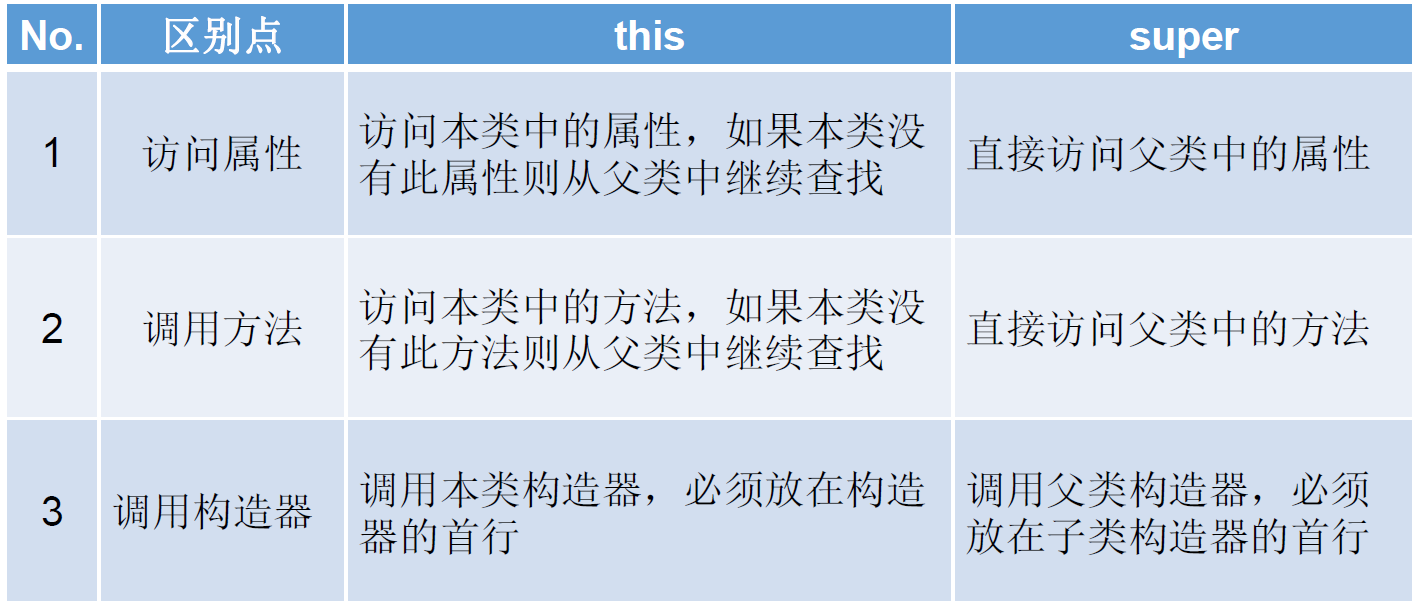 No. 区别点 this super
1 访问属性 访问本类中的属性，如果本类没
有此属性则从父类中继续查找 直接访问父类中的属性
2 调用方法 访问本类中的方法，如果本类没
有此方法则从父类中继续查找 直接访问父类中的方法
3 调用构造器 调用本类构造器，必须放在构造
器的首行 调用父类构造器，必须
放在子类构造器的首行